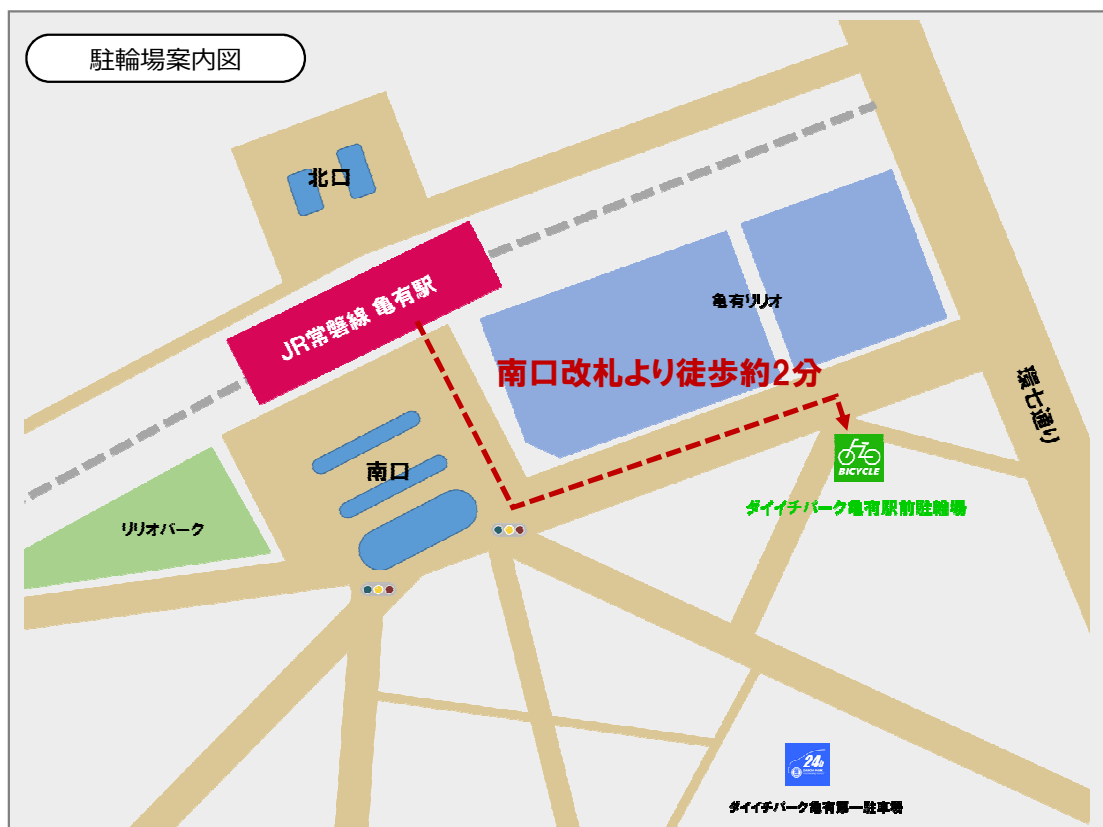 駐輪場案内図
北口
JR常磐線 亀有駅
亀有リリオ
南口改札より徒歩約2分
環七通り
南口
BICYCLE
ダイイチパーク亀有駅前駐輪場
リリオパーク
24h
ダイイチパーク亀有第一駐車場